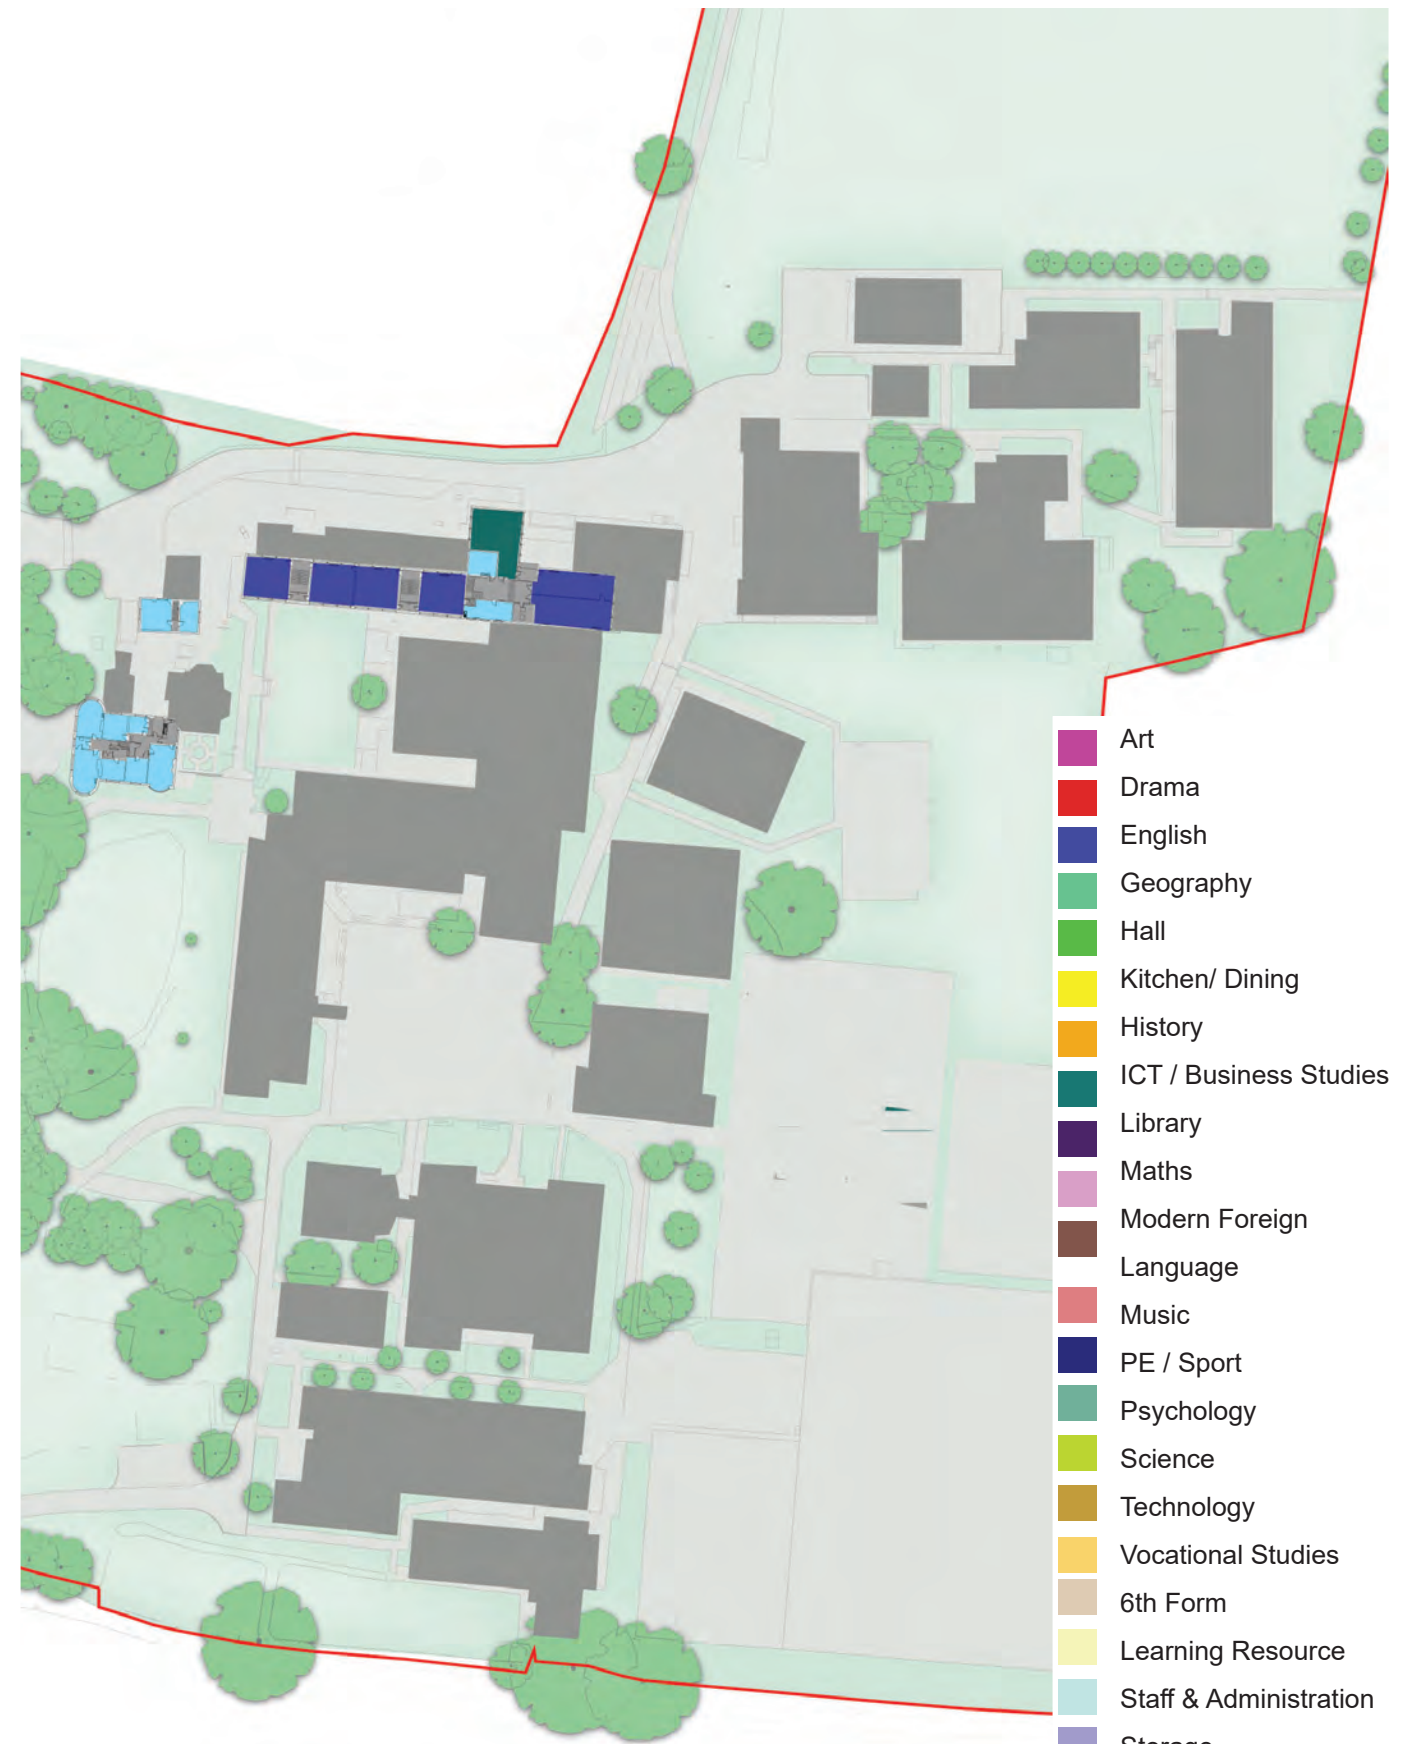 Art
Drama
English
Geography
Hall
Kitchen/ Dining
History
ICT / Business Studies
Library
Maths
Modern Foreign
Language
Music
PE / Sport
Psychology
Science
Technology
Vocational Studies
6th Form
Learning Resource
Staff & Administration
Storage